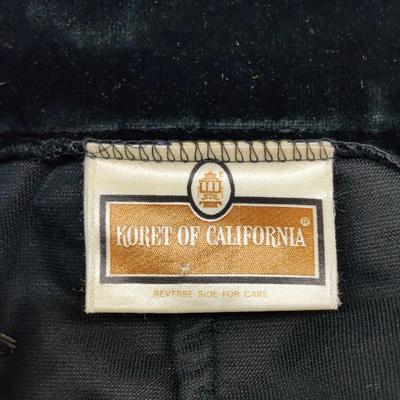 KORET OF CALIFORNIA®
REVERSE SIDE FOR CARE